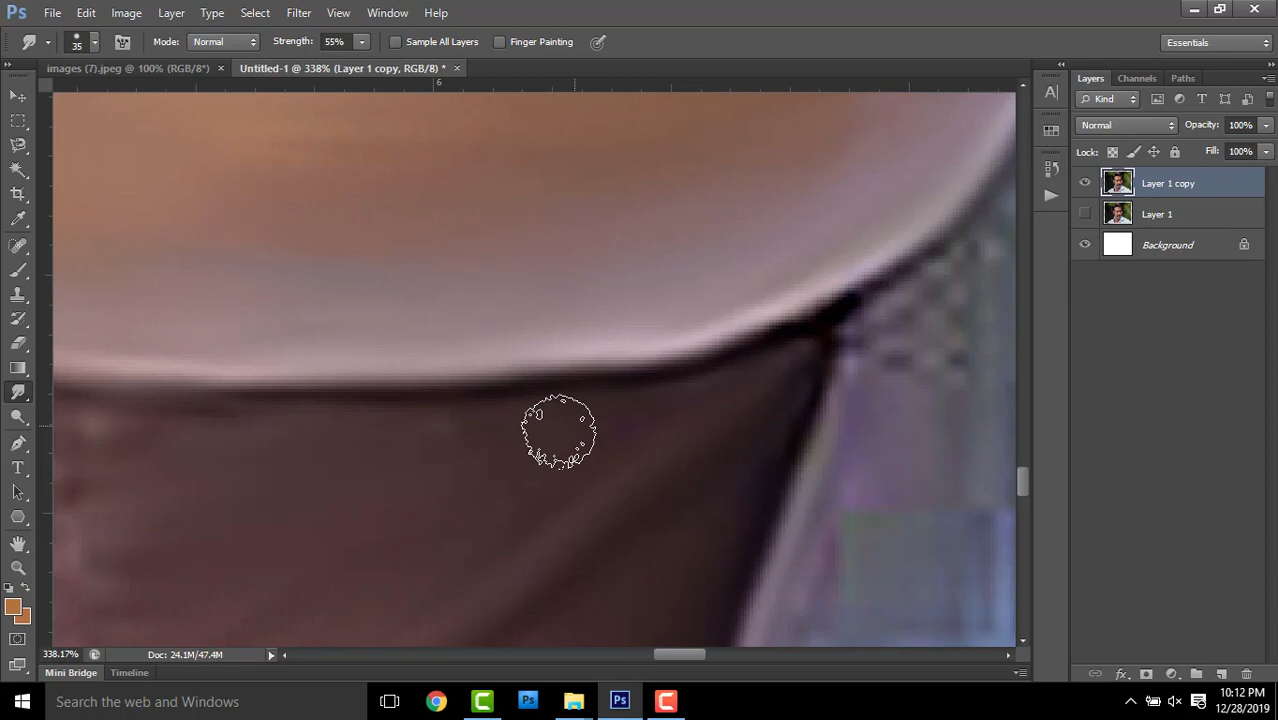 Ps File Edit Image Layer Type Select Filter View Window Help
35 Mode: Normal Strength: 55% Sample All Layers Finger Painting Essentials
images (7).jpeg @ 100% (RGB/8*) × Untitled-1 @ 338% (Layer 1 copy, RGB/8) * ×
6
Layers Channels Paths
Kind
Normal Opacity: 100%
Lock: Fill: 100%
Layer 1 copy
Layer 1
Background
338.17% Doc: 24.1M/47.4M
Mini Bridge Timeline
Search the web and Windows
10:12 PM
12/28/2019